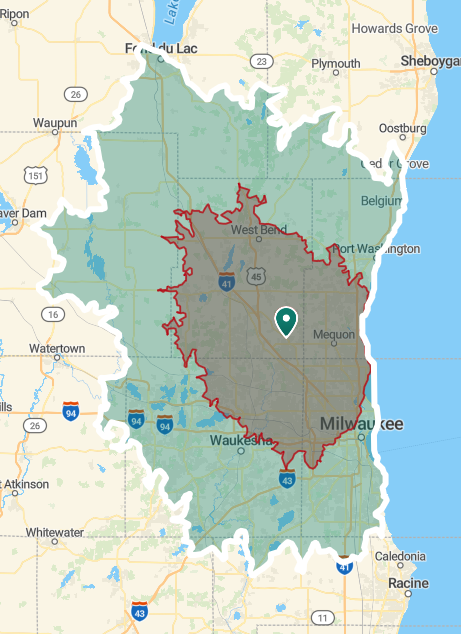 Ripon
Lake
Howards Grove
Fond du Lac
23
Plymouth
Sheboygan
26
Waupun
Oostburg
Cedar Grove
151
Belgium
aver Dam
West Bend
Port Washington
41
45
16
Mequon
Watertown
94
94
94
lls
26
Milwaukee
Waukesha
43
t Atkinson
Whitewater
Caledonia
41
Racine
43
11